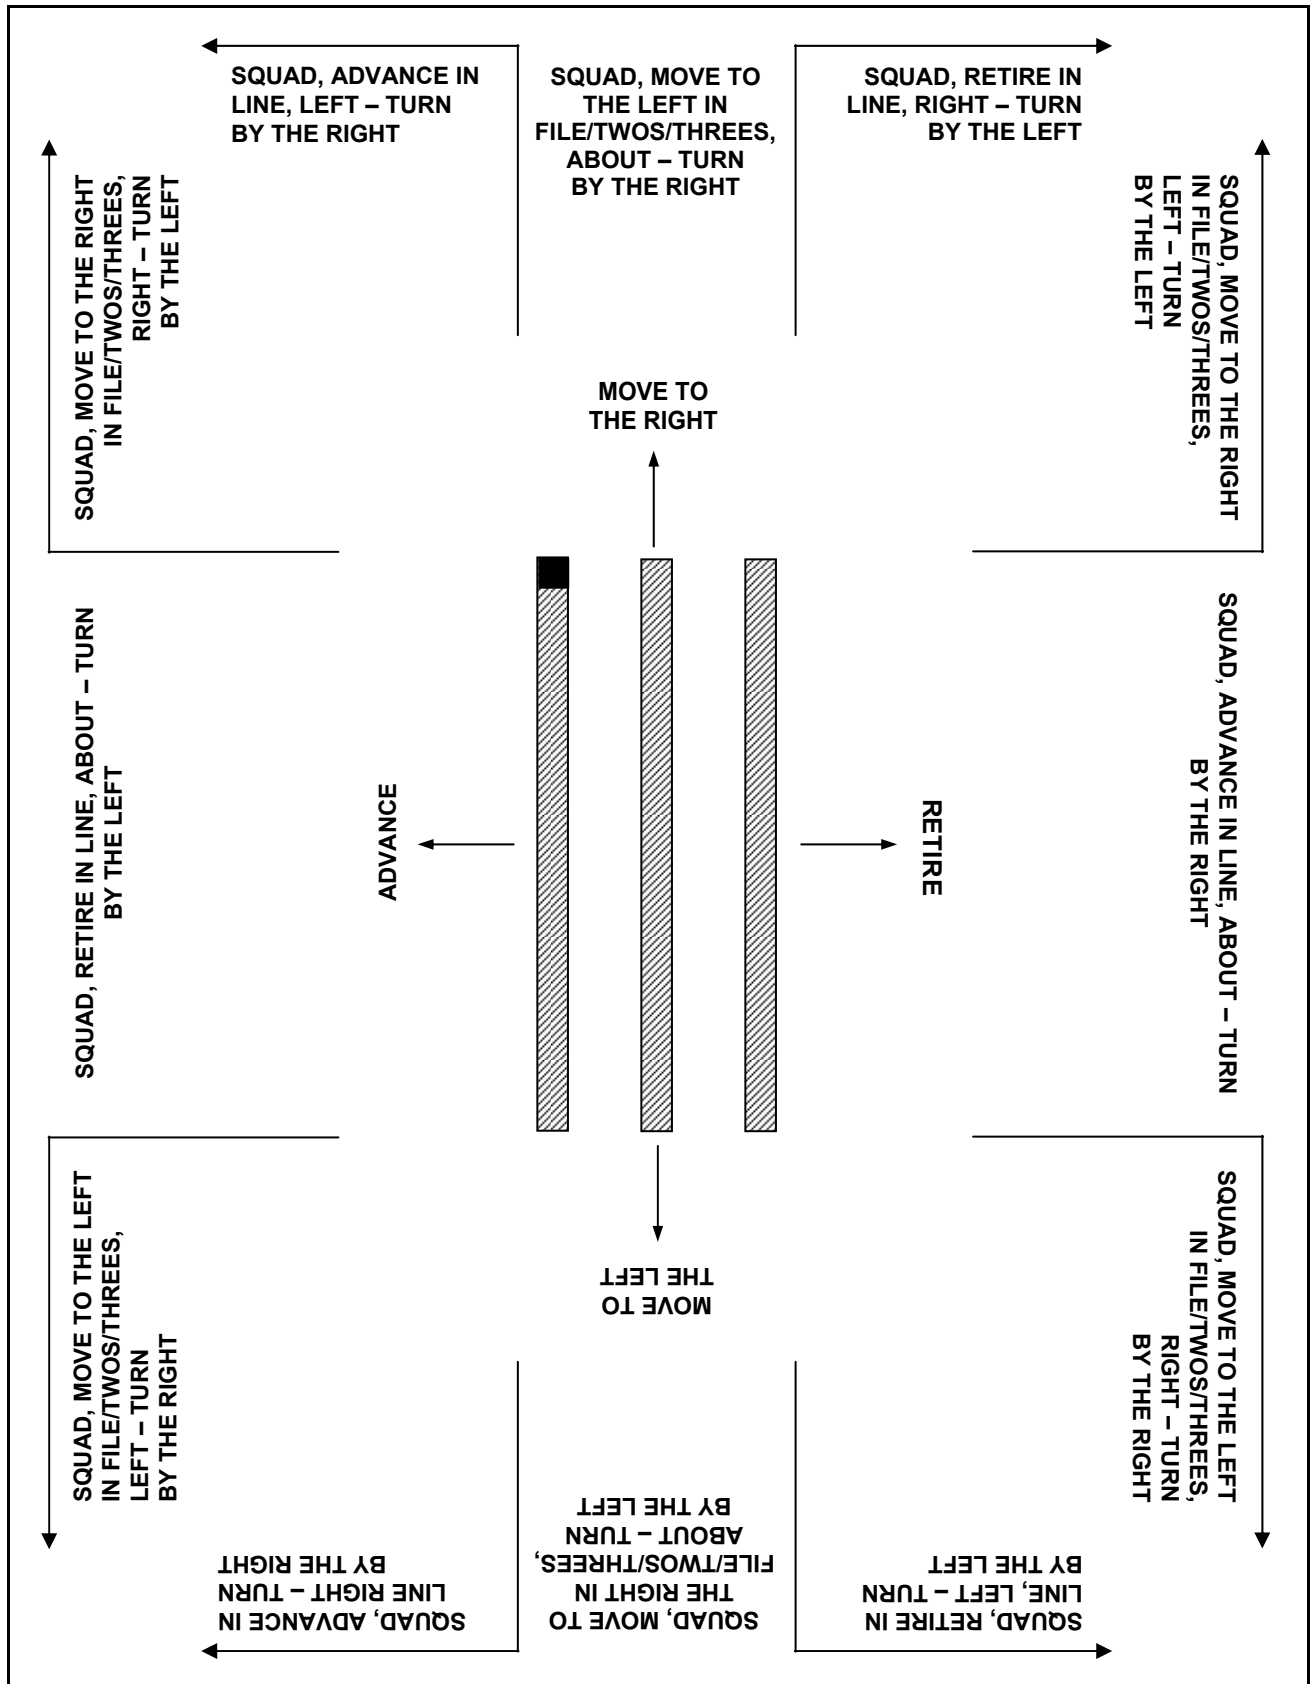 SQUAD, ADVANCE IN
LINE, LEFT – TURN
BY THE RIGHT
SQUAD, MOVE TO
THE LEFT IN
FILE/TWOS/THREES,
ABOUT – TURN
BY THE RIGHT
SQUAD, RETIRE IN
LINE, RIGHT – TURN
BY THE LEFT
SQUAD, MOVE TO THE RIGHT
IN FILE/TWOS/THREES,
RIGHT – TURN
BY THE LEFT
SQUAD, MOVE TO THE RIGHT
IN FILE/TWOS/THREES,
LEFT – TURN
BY THE LEFT
MOVE TO
THE RIGHT
SQUAD, RETIRE IN LINE, ABOUT – TURN
BY THE LEFT
ADVANCE
RETIRE
SQUAD, ADVANCE IN LINE, ABOUT – TURN
BY THE RIGHT
MOVE TO
THE LEFT
SQUAD, MOVE TO THE LEFT
IN FILE/TWOS/THREES,
LEFT – TURN
BY THE RIGHT
SQUAD, MOVE TO THE LEFT
IN FILE/TWOS/THREES,
RIGHT – TURN
BY THE RIGHT
SQUAD, ADVANCE IN
LINE RIGHT – TURN
BY THE RIGHT
SQUAD, MOVE TO
THE RIGHT IN
FILE/TWOS/THREES,
ABOUT – TURN
BY THE LEFT
SQUAD, RETIRE IN
LINE, LEFT – TURN
BY THE LEFT